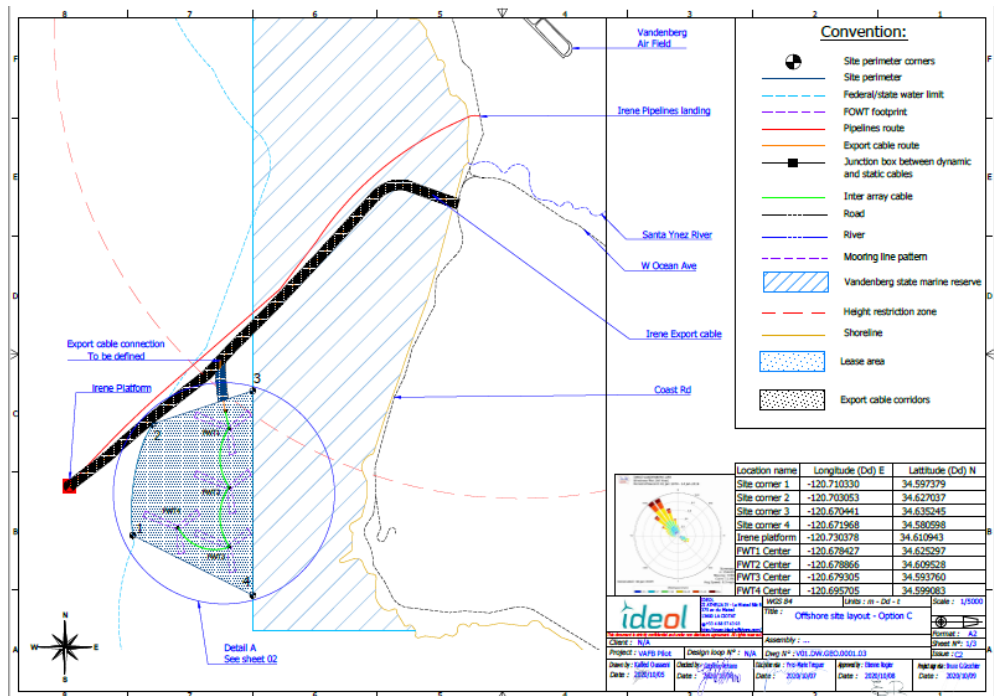 8
7
6
5
4
3
2
1
F
E
D
C
B
A
Vandenberg
Air Field
Irene Pipelines landing
Santa Ynez River
W Ocean Ave
Irene Export cable
Coast Rd
Export cable connection
To be defined
Irene Platform
3
2
1
4
FWT1
FWT2
FWT3
FWT4
Detail A
See sheet 02
N
W
E
S
Convention:
Site perimeter corners
Site perimeter
Federal/state water limit
FOWT footprint
Pipelines route
Export cable route
Junction box between dynamic
and static cables
Inter array cable
Road
River
Mooring line pattern
Vandenberg state marine reserve
Height restriction zone
Shoreline
Lease area
Export cable corridors
Location name Longitude (Dd) E Lattitude (Dd) N
Site corner 1 -120.710330 34.597379
Site corner 2 -120.703053 34.627037
Site corner 3 -120.670441 34.635245
Site corner 4 -120.671968 34.580598
Irene platform -120.730378 34.610943
FWT1 Center -120.678427 34.625297
FWT2 Center -120.678866 34.609528
FWT3 Center -120.679305 34.593760
FWT4 Center -120.695705 34.599083
ideol
WGS 84
Units : m - Dd - t
Scale : 1/5000
Title :
Offshore site layout - Option C
Format : A2
Client : N/A
Assembly : ...
Sheet N°: 1/3
Project : VAFB Pilot
Design loop N° : N/A
Dwg N° : V01.DW.GEO.0001.03
Issue : C2
Date : 2020/10/05
Date :
Date : 2020/10/07
Date : 2020/10/08
Date : 2020/10/09